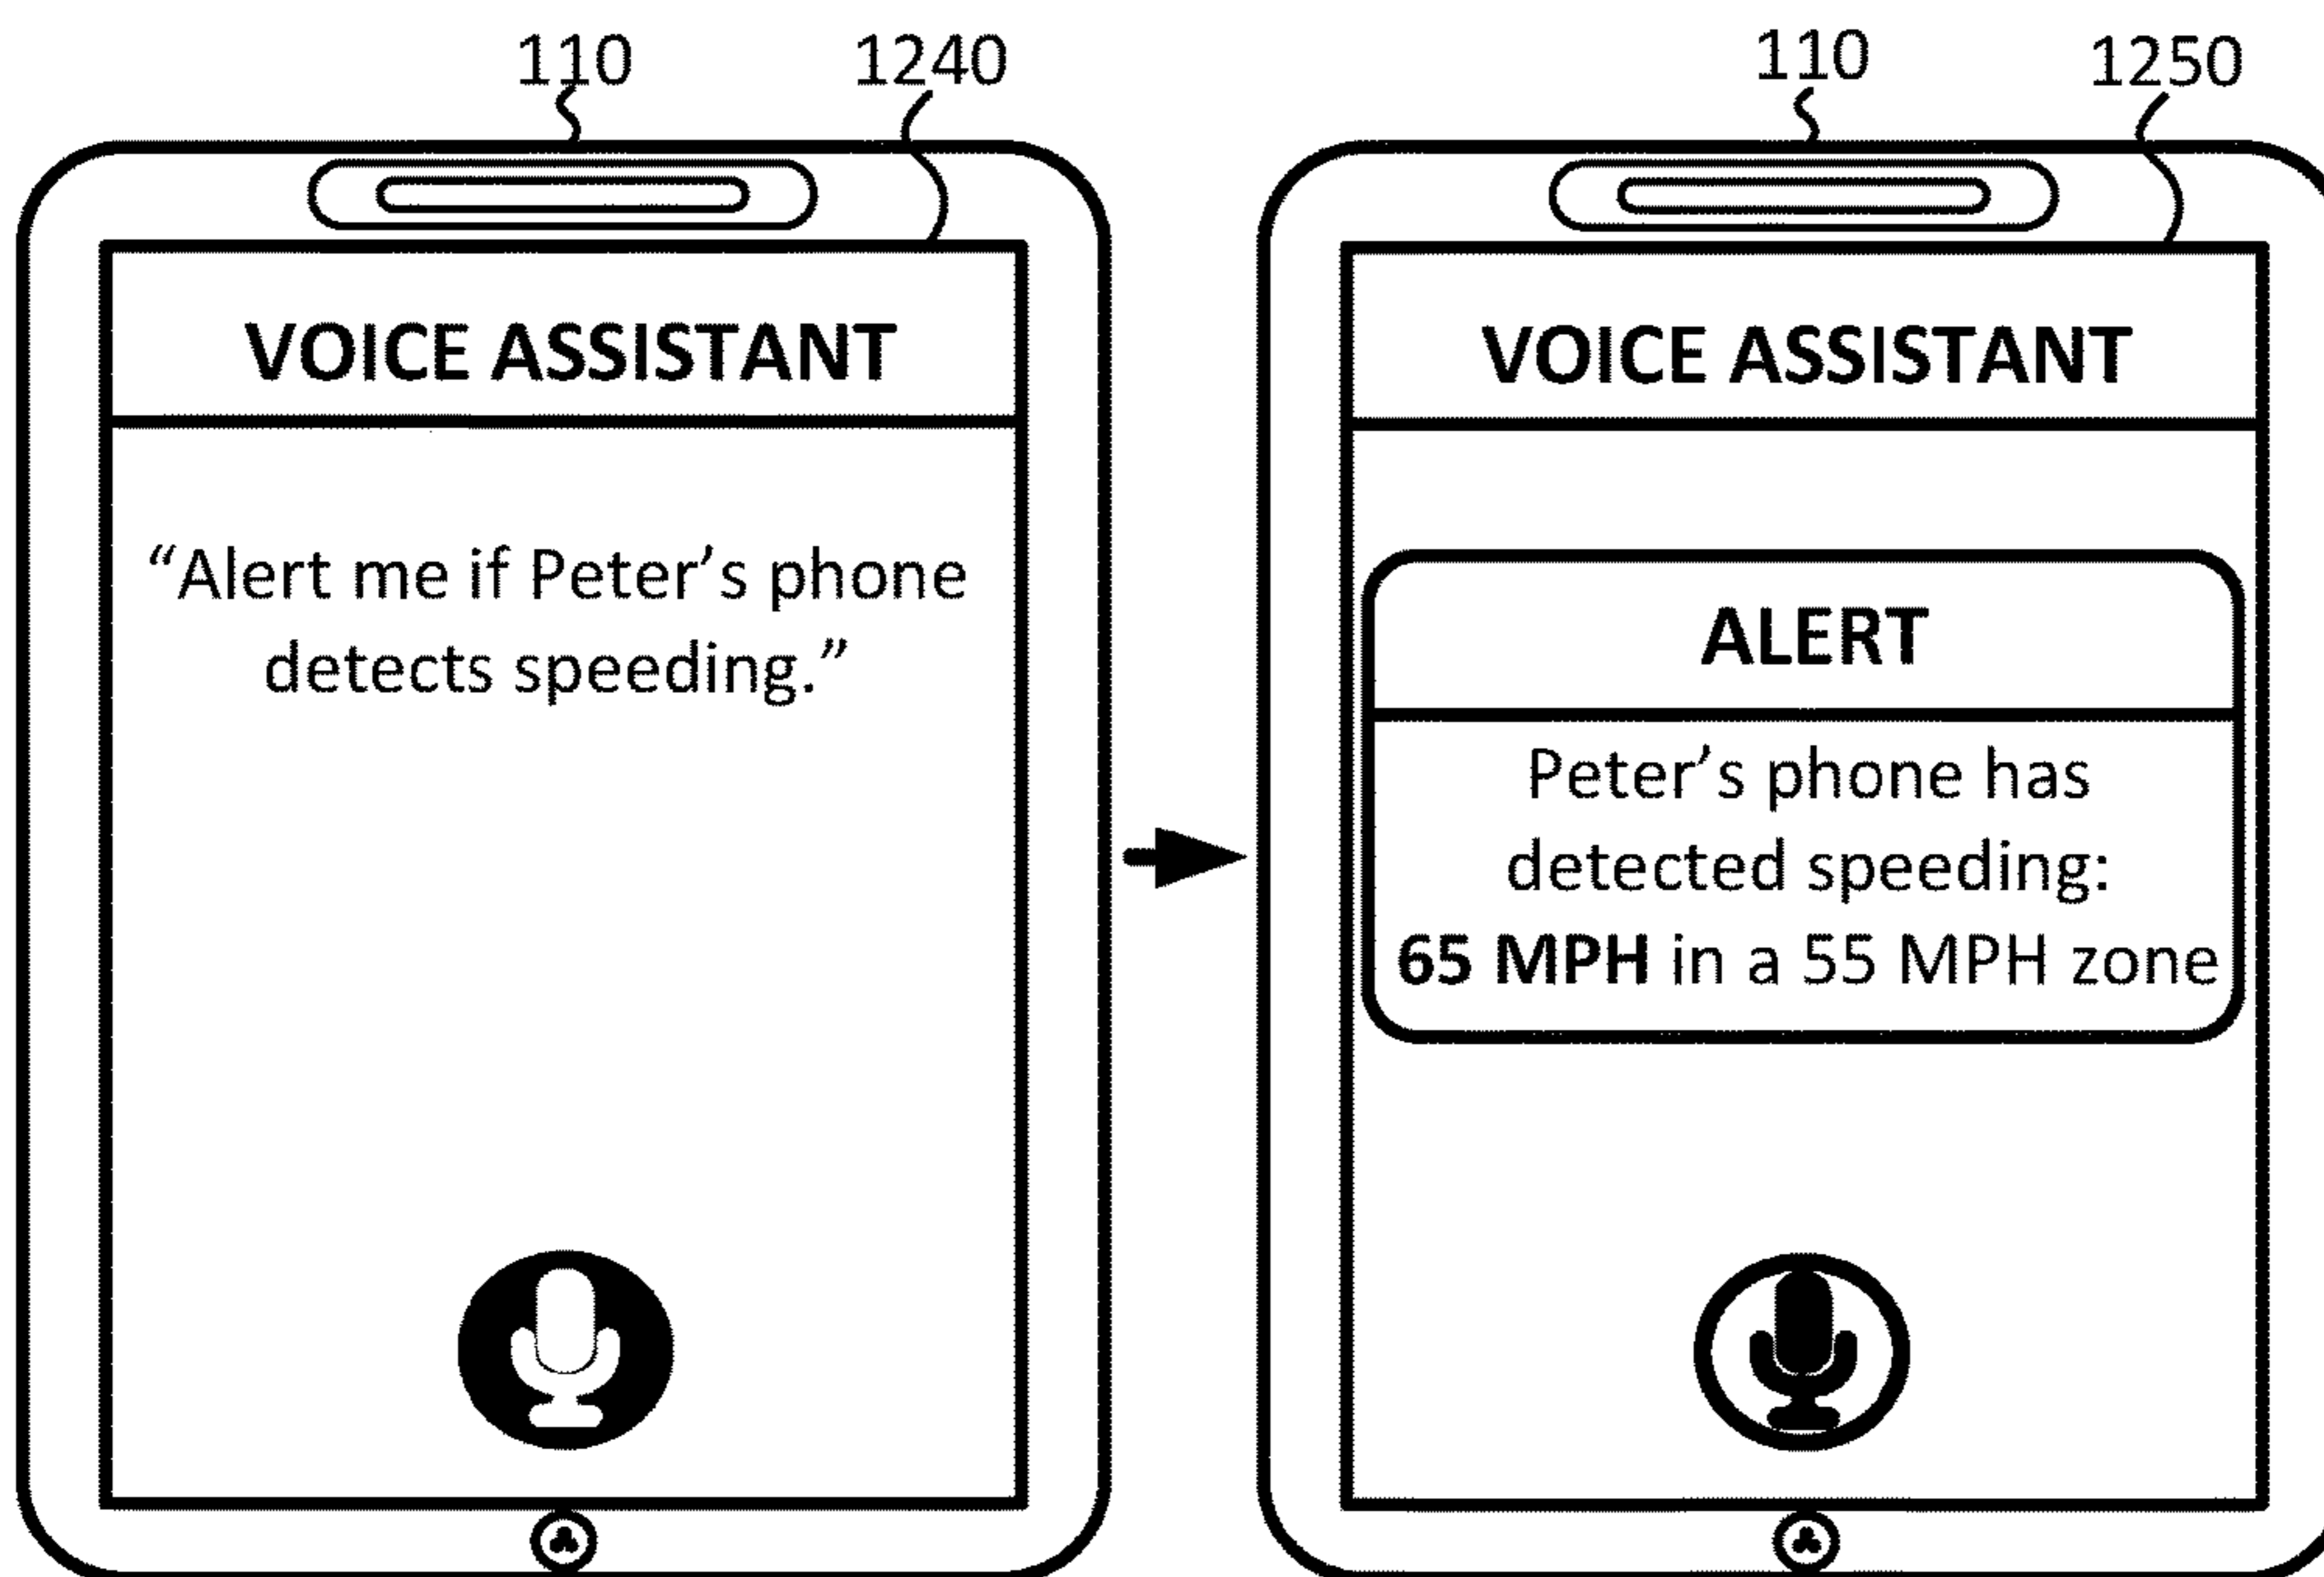 110 1240
VOICE ASSISTANT
“Alert me if Peter’s phone
detects speeding.”
110 1250
VOICE ASSISTANT
ALERT
Peter’s phone has
detected speeding:
65 MPH in a 55 MPH zone